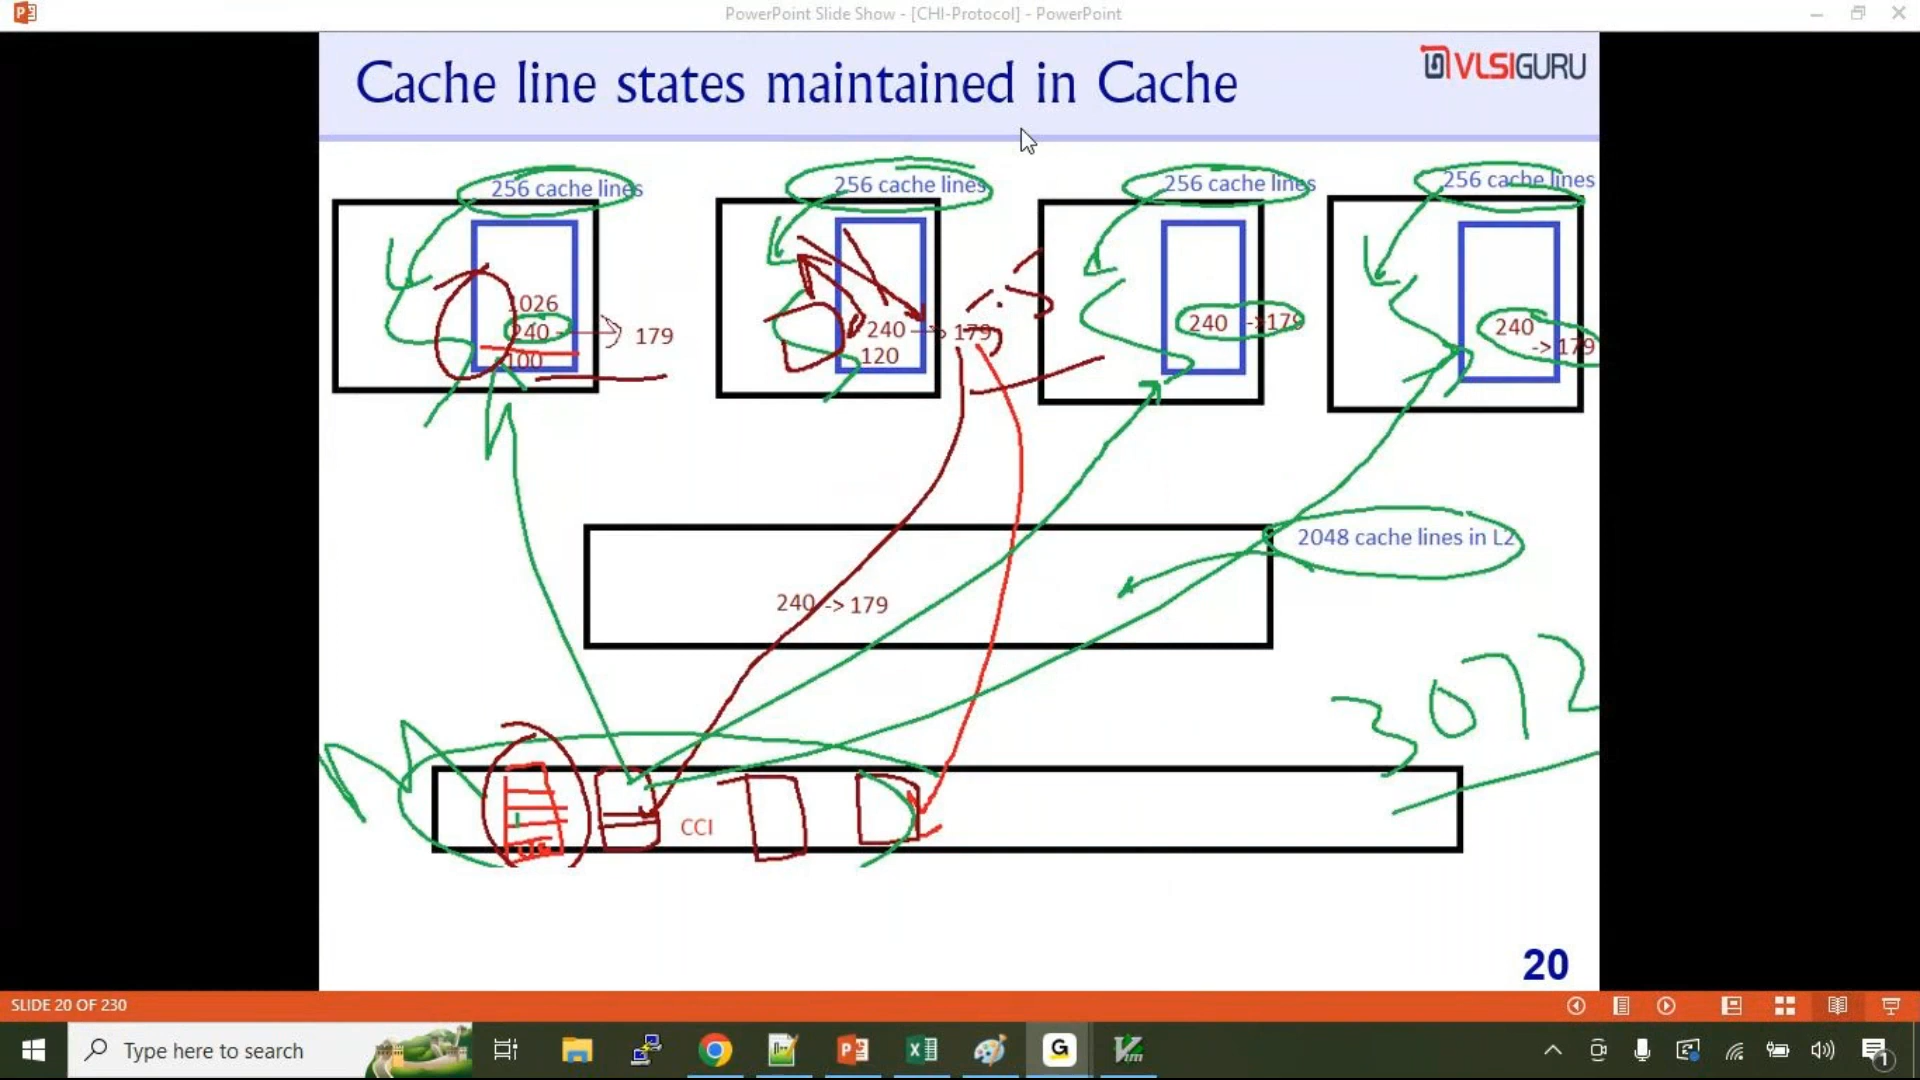 PowerPoint Slide Show - [CHI-Protocol] - PowerPoint
Cache line states maintained in Cache
VLSIGURU
256 cache lines
256 cache lines
256 cache lines
256 cache lines
1026
240
179
100
240
179
120
240 ->179
240
-> 179
2048 cache lines in L2
240 -> 179
3072
CCI
20
SLIDE 20 OF 230
Type here to search